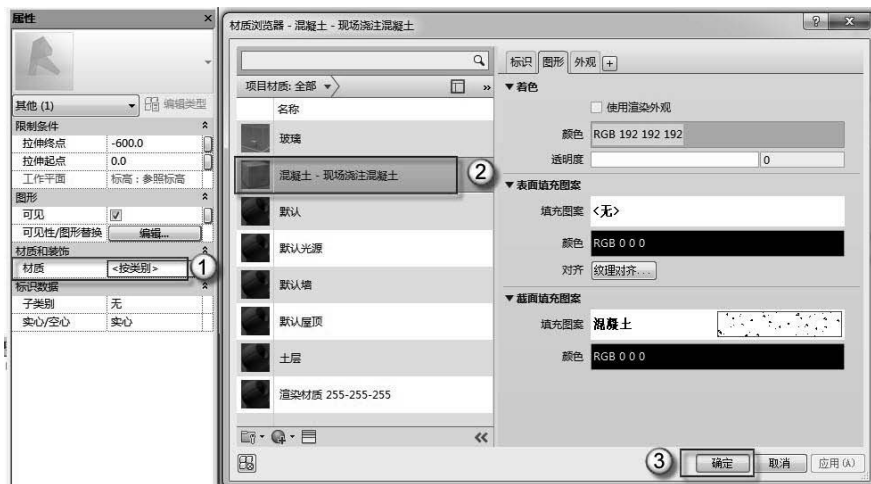 属性
其他 (1)
编辑类型
限制条件
拉伸终点 -600.0
拉伸起点 0.0
工作平面 标高：参照标高
图形
可见
可见性/图形替换 编辑...
材质和装饰
材质 <按类别>
①
标识数据
子类别 无
实心/空心 实心
材质浏览器 - 混凝土 - 现场浇注混凝土
项目材质: 全部
»
名称
玻璃
混凝土 - 现场浇注混凝土
②
默认
默认光源
默认墙
默认屋顶
土层
渲染材质 255-255-255
标识 图形 外观
▼着色
使用渲染外观
颜色 RGB 192 192 192
透明度 0
▼表面填充图案
填充图案 <无>
颜色 RGB 0 0 0
对齐 纹理对齐...
▼截面填充图案
填充图案 混凝土
颜色 RGB 0 0 0
③
确定 取消 应用(A)